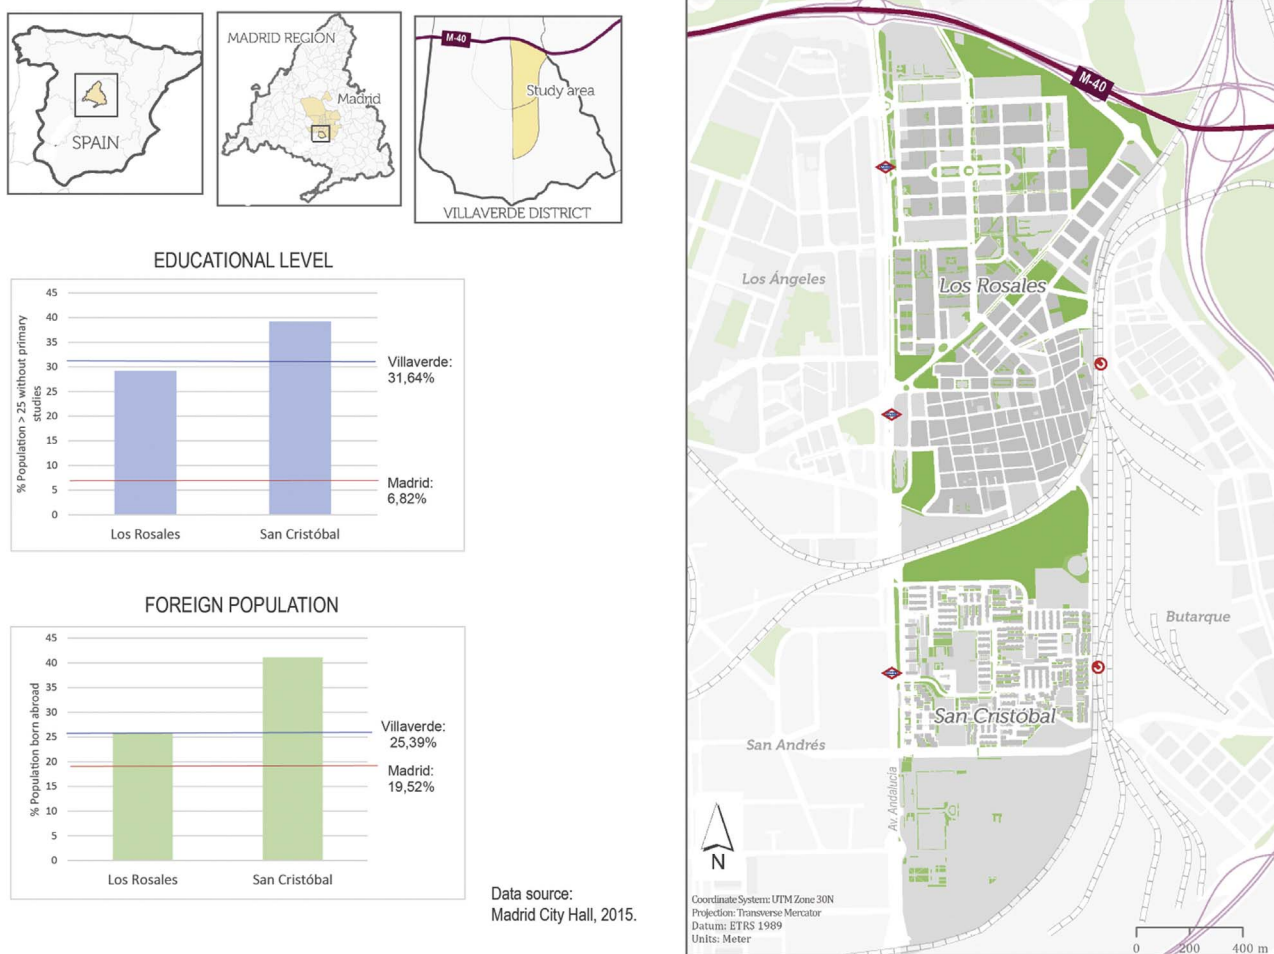 SPAIN
MADRID REGION
Madrid
M-40
Study area
VILLAVERDE DISTRICT
EDUCATIONAL LEVEL
% Population > 25 without primary
studies
45
40
35
30
25
20
15
10
5
0
Villaverde:
31,64%
Madrid:
6,82%
Los Rosales
San Cristóbal
FOREIGN POPULATION
% Population born abroad
45
40
35
30
25
20
15
10
5
0
Villaverde:
25,39%
Madrid:
19,52%
Los Rosales
San Cristóbal
Data source:
Madrid City Hall, 2015.
M-40
Los Ángeles
Los Rosales
Butarque
San Cristóbal
San Andrés
Av. Andalucía
N
Coordinate System: UTM Zone 30N
Projection: Transverse Mercator
Datum: ETRS 1989
Units: Meter
0 200 400 m